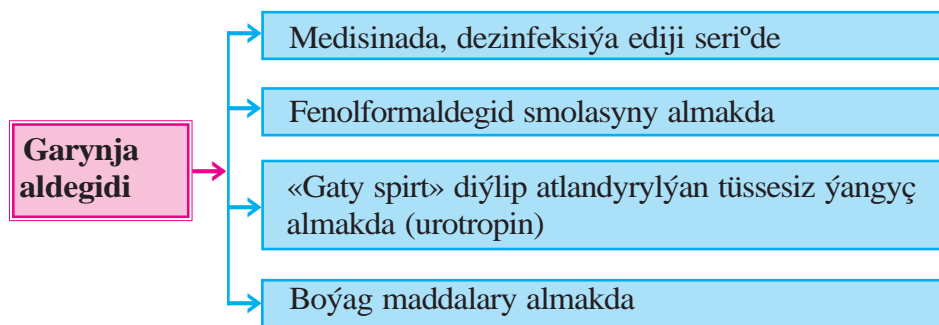 Garynja
aldegidi
Medisinada, dezinfeksiýa ediji seriºde
Fenolformaldegid smolasyny almakda
«Gaty spirt» diýlip atlandyrylýan tüssesiz ýangyç
almakda (urotropin)
Boýag maddalary almakda